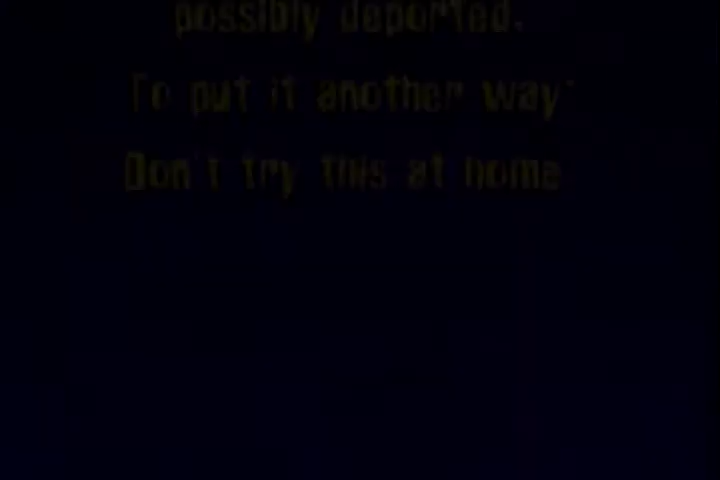 possibly deported.
To put it another way:
Don't try this at home